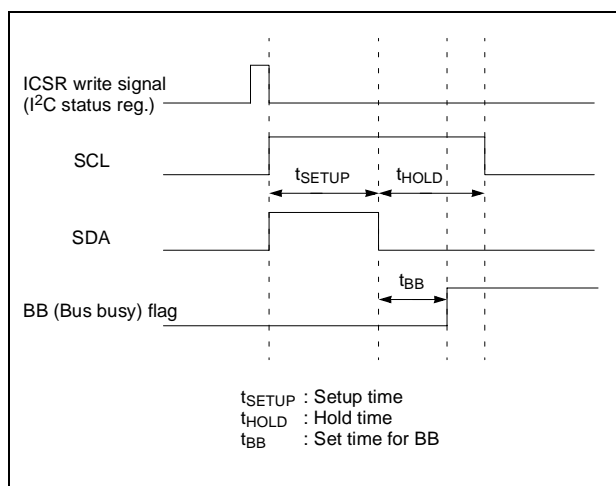 ICSR write signal
(I²C status reg.)
SCL
tSETUP
tHOLD
SDA
tBB
BB (Bus busy) flag
tSETUP : Setup time
tHOLD : Hold time
tBB : Set time for BB